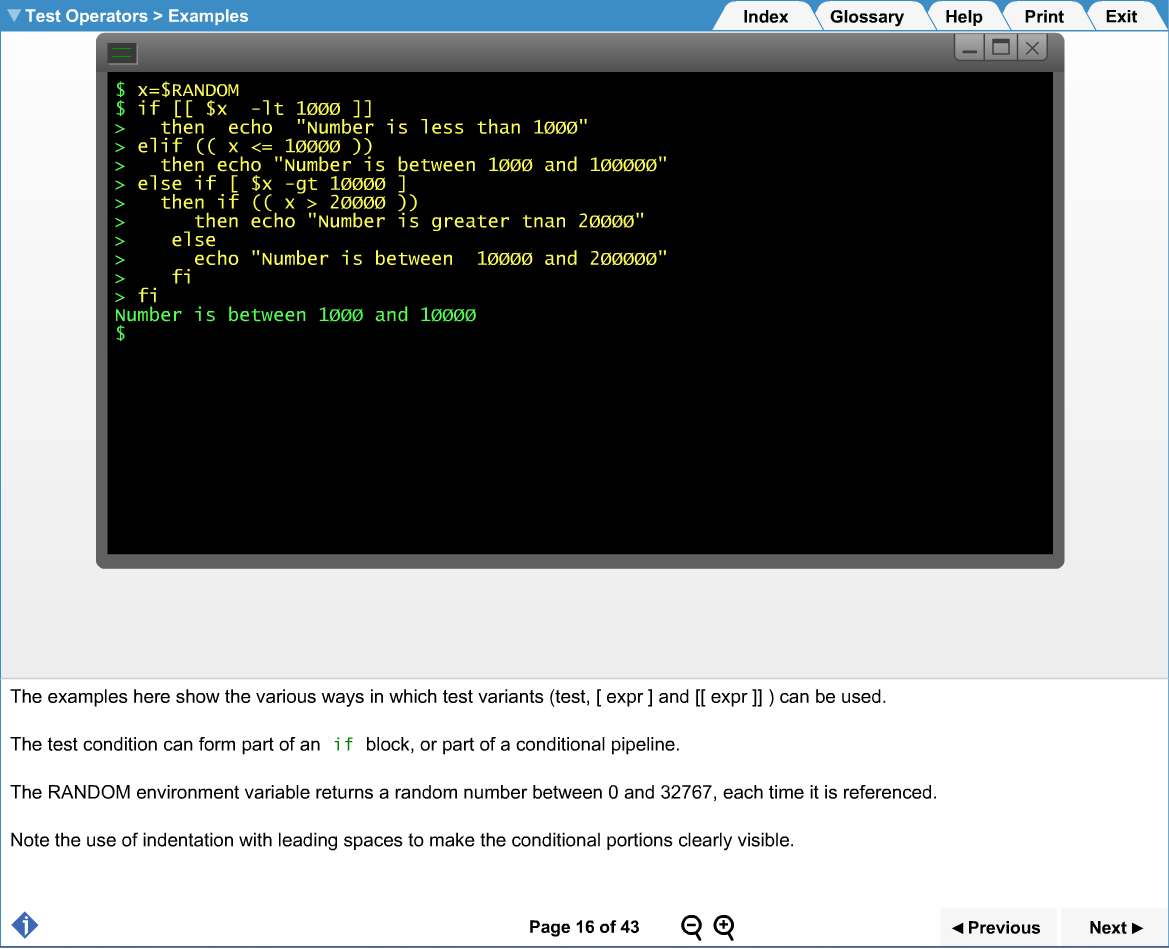 Test Operators > Examples
Index Glossary Help Print Exit
$ x=$RANDOM
$ if [[ $x  -lt 1000 ]]
>   then  echo  "Number is less than 1000"
> elif (( x <= 10000 ))
>   then echo "Number is between 1000 and 100000"
> else if [ $x -gt 10000 ]
>   then if (( x > 20000 ))
>      then echo "Number is greater tnan 20000"
>    else
>      echo "Number is between  10000 and 200000"
>    fi
> fi
Number is between 1000 and 10000
$
The examples here show the various ways in which test variants (test, [ expr ] and [[ expr ]] ) can be used.
The test condition can form part of an if block, or part of a conditional pipeline.
The RANDOM environment variable returns a random number between 0 and 32767, each time it is referenced.
Note the use of indentation with leading spaces to make the conditional portions clearly visible.
i Page 16 of 43 ◄ Previous Next ►